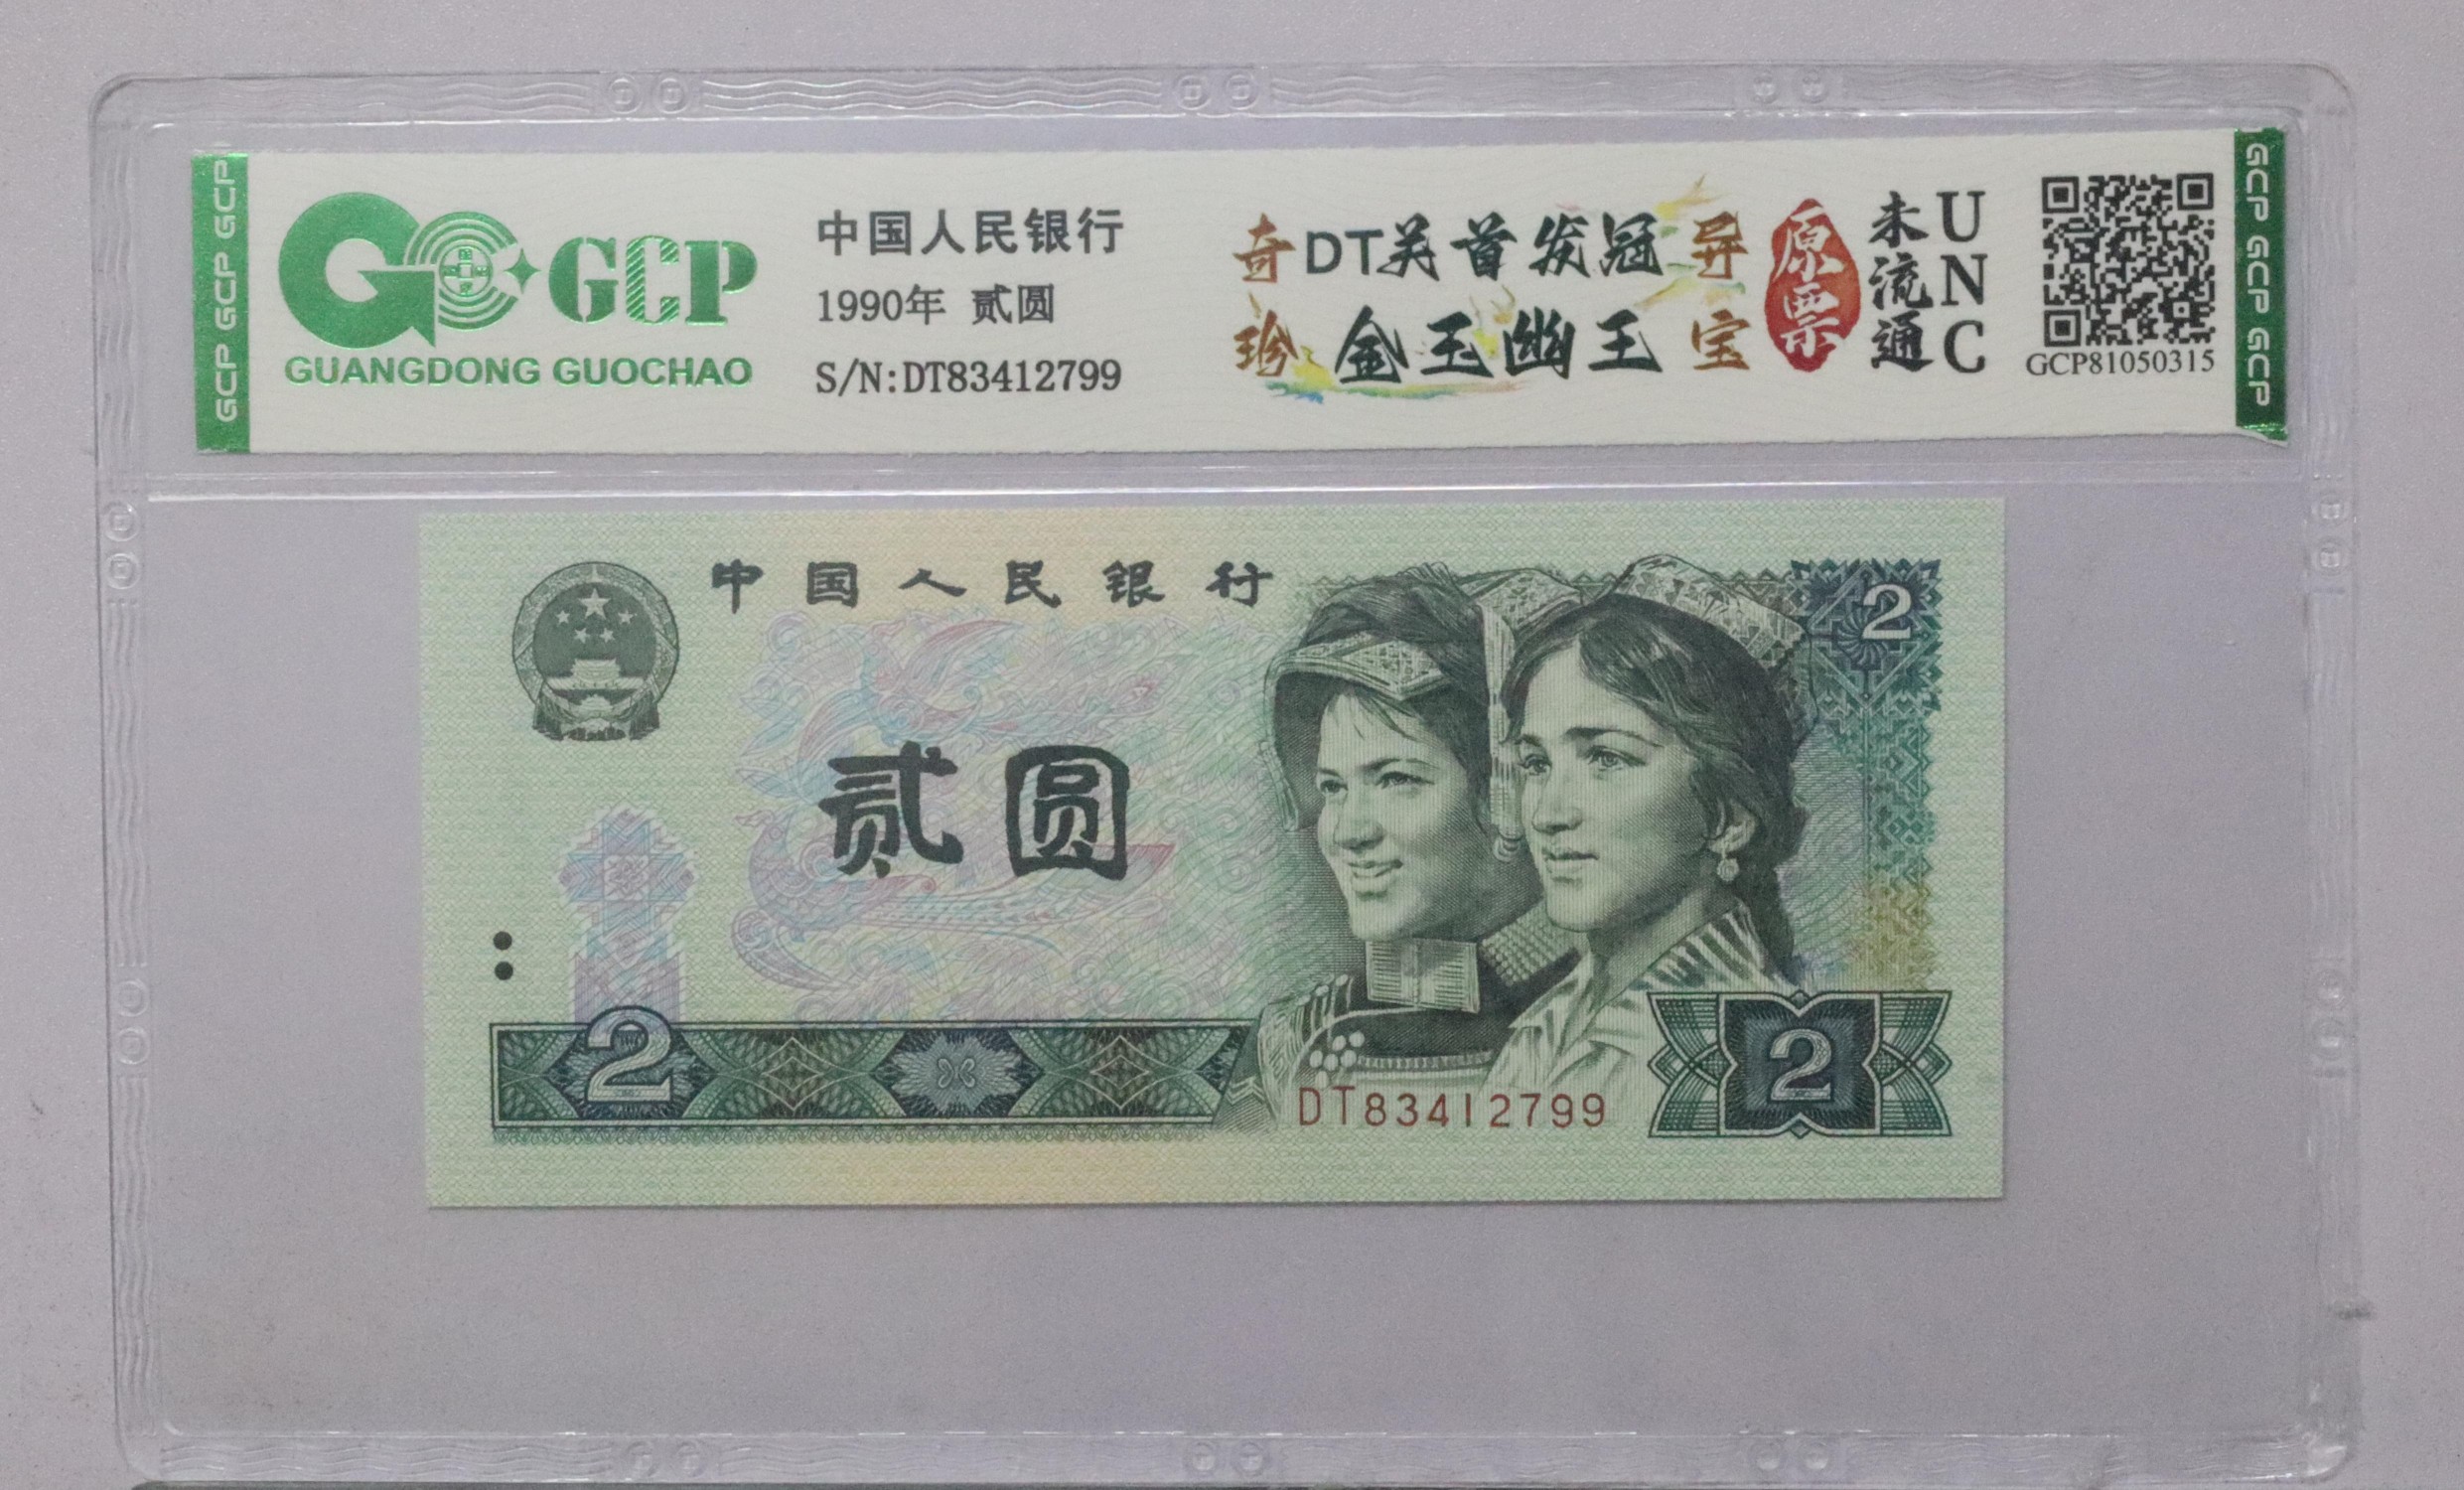 GCP GCP GCP
GCP
GUANGDONG GUOCHAO
中国人民银行
1990年 贰圆
S/N:DT83412799
奇珍
DT关首发冠
金玉幽王
异宝
原票
未流通
UNC
GCP81050315
GCP GCP GCP
中国人民银行
2
贰圆
2
2
DT83412799